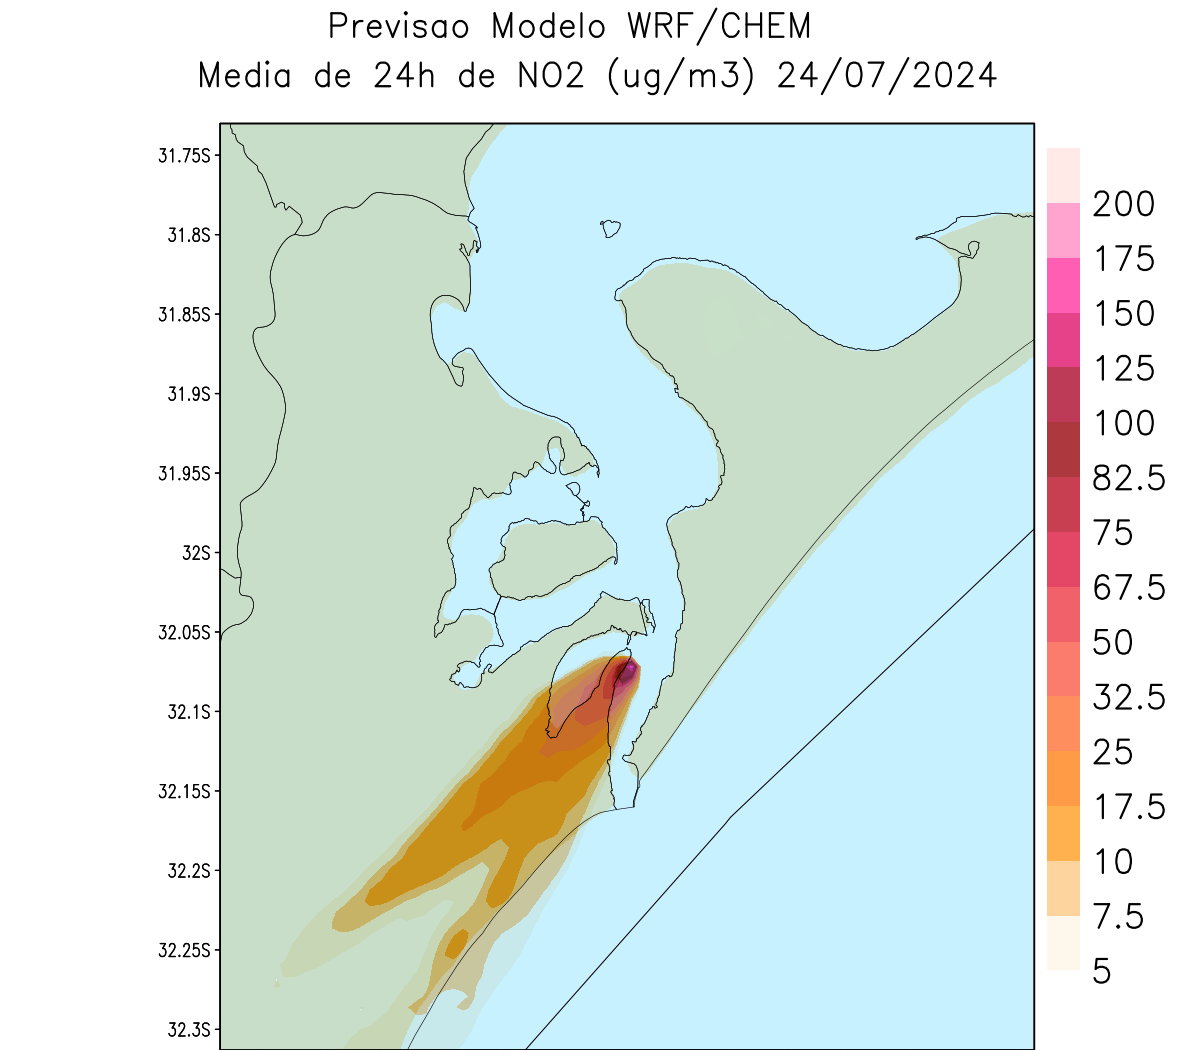 Previsao Modelo WRF/CHEM
Media de 24h de NO2 (ug/m3) 24/07/2024
31.75S
31.8S
31.85S
31.9S
31.95S
32S
32.05S
32.1S
32.15S
32.2S
32.25S
32.3S
200
175
150
125
100
82.5
75
67.5
50
32.5
25
17.5
10
7.5
5